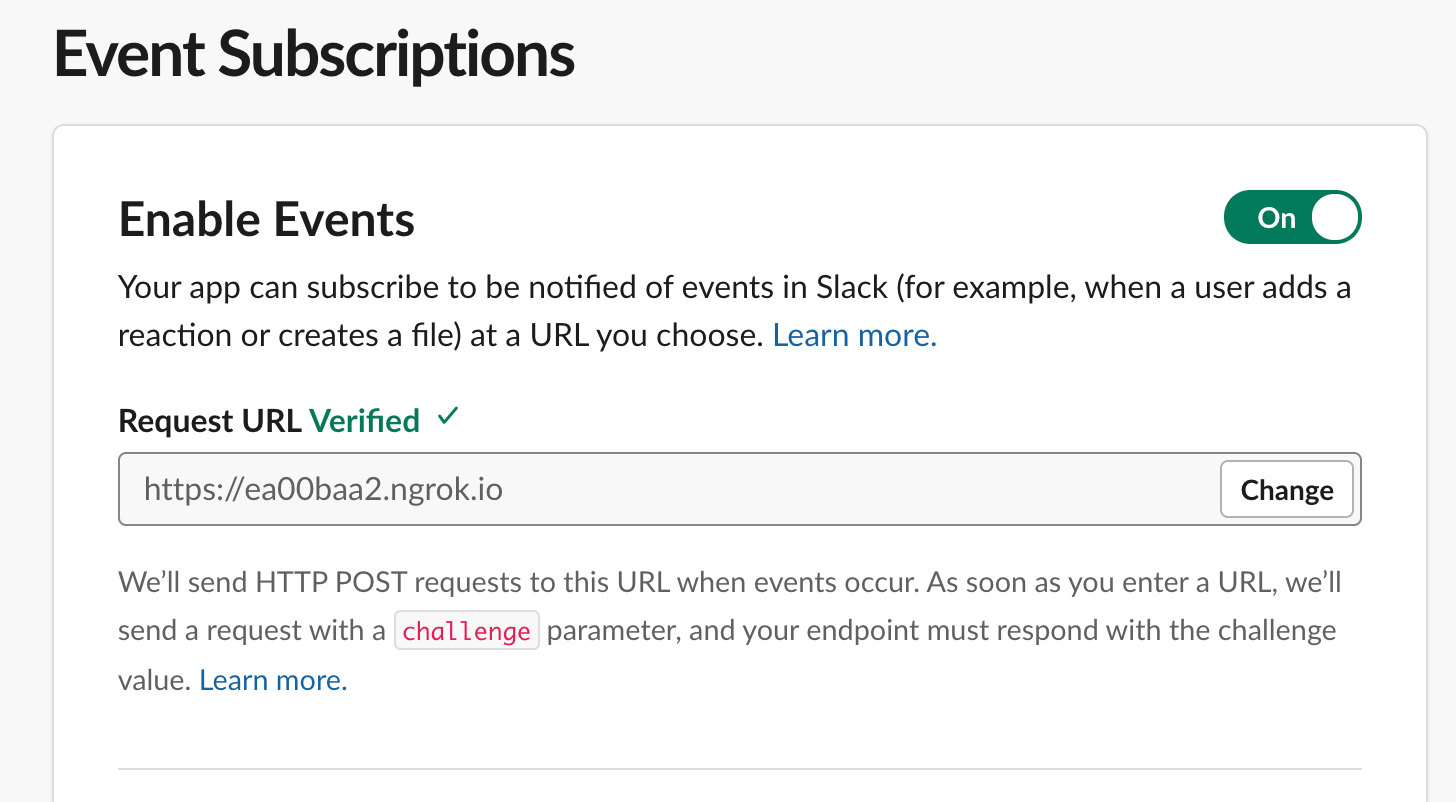 Event Subscriptions
Enable Events
On
Your app can subscribe to be notified of events in Slack (for example, when a user adds a
reaction or creates a file) at a URL you choose. Learn more.
Request URL Verified ✓
https://ea00baa2.ngrok.io
Change
We’ll send HTTP POST requests to this URL when events occur. As soon as you enter a URL, we’ll
send a request with a challenge parameter, and your endpoint must respond with the challenge
value. Learn more.